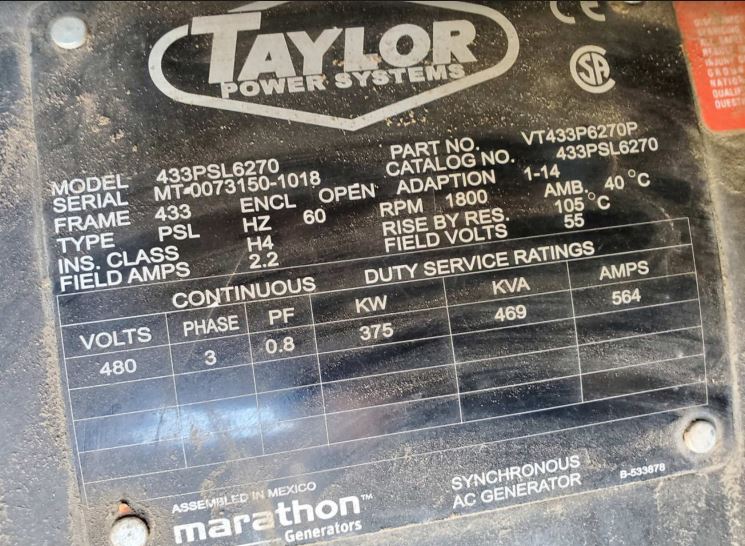 CE
TAYLOR
POWER SYSTEMS
CSA
MODEL 433PSL6270 PART NO. VT433P6270P
SERIAL MT-0073150-1018 CATALOG NO. 433PSL6270
FRAME 433 ENCL OPEN ADAPTION 1-14
TYPE PSL HZ 60 RPM 1800 AMB. 40 °C
INS. CLASS H4 RISE BY RES. 105 °C
FIELD AMPS 2.2 FIELD VOLTS 55
CONTINUOUS DUTY SERVICE RATINGS
VOLTS PHASE PF KW KVA AMPS
480 3 0.8 375 469 564
ASSEMBLED IN MEXICO
marathon™
Generators
SYNCHRONOUS
AC GENERATOR
B-533878